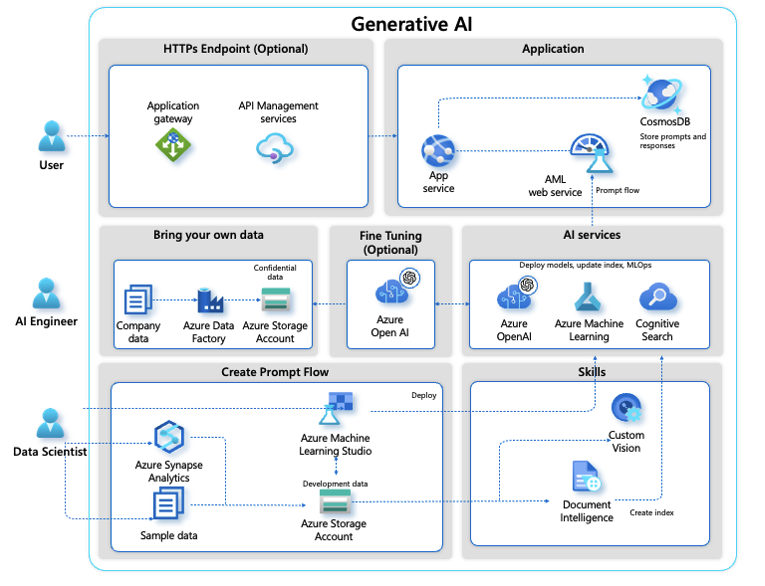 Generative AI
HTTPs Endpoint (Optional)
Application
Application
gateway
API Management
services
CosmosDB
Store prompts and
responses
User
App
service
AML
web service
Prompt flow
Bring your own data
Fine Tuning
(Optional)
AI services
Deploy models, update index, MLOps
Confidential
data
AI Engineer
Company
data
Azure Data
Factory
Azure Storage
Account
Azure
Open AI
Azure
OpenAI
Azure Machine
Learning
Cognitive
Search
Create Prompt Flow
Skills
Deploy
Data Scientist
Azure Synapse
Analytics
Azure Machine
Learning Studio
Custom
Vision
Development data
Sample data
Azure Storage
Account
Document
Intelligence
Create index